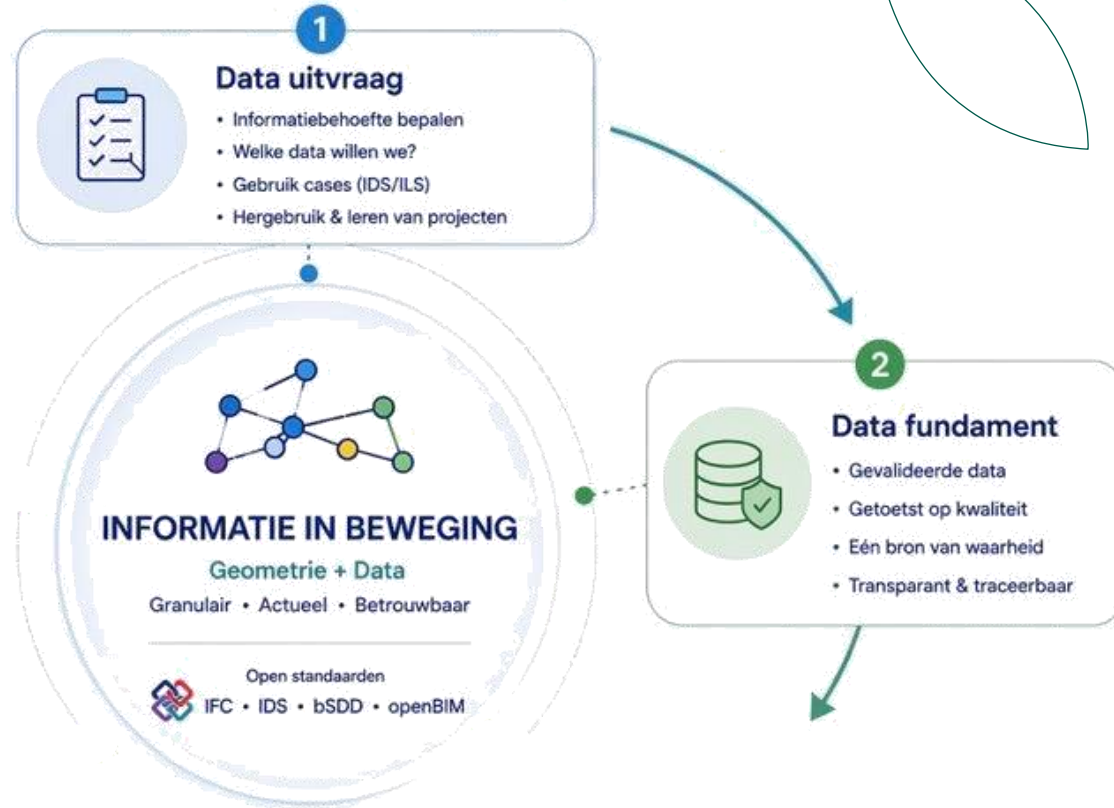 1
Data uitvraag
• Informatiebehoefte bepalen
• Welke data willen we?
• Gebruik cases (IDS/ILS)
• Hergebruik & leren van projecten
2
Data fundament
• Gevalideerde data
• Getoetst op kwaliteit
• Eén bron van waarheid
• Transparant & traceerbaar
INFORMATIE IN BEWEGING
Geometrie + Data
Granulair • Actueel • Betrouwbaar
Open standaarden
IFC • IDS • bSDD • openBIM